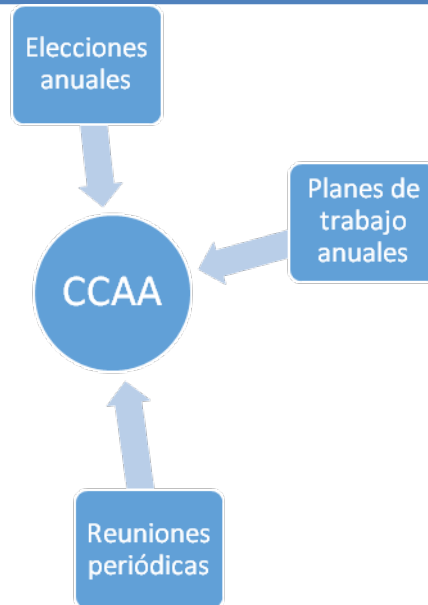 Elecciones
anuales
Planes de
trabajo
anuales
CCAA
Reuniones
periódicas